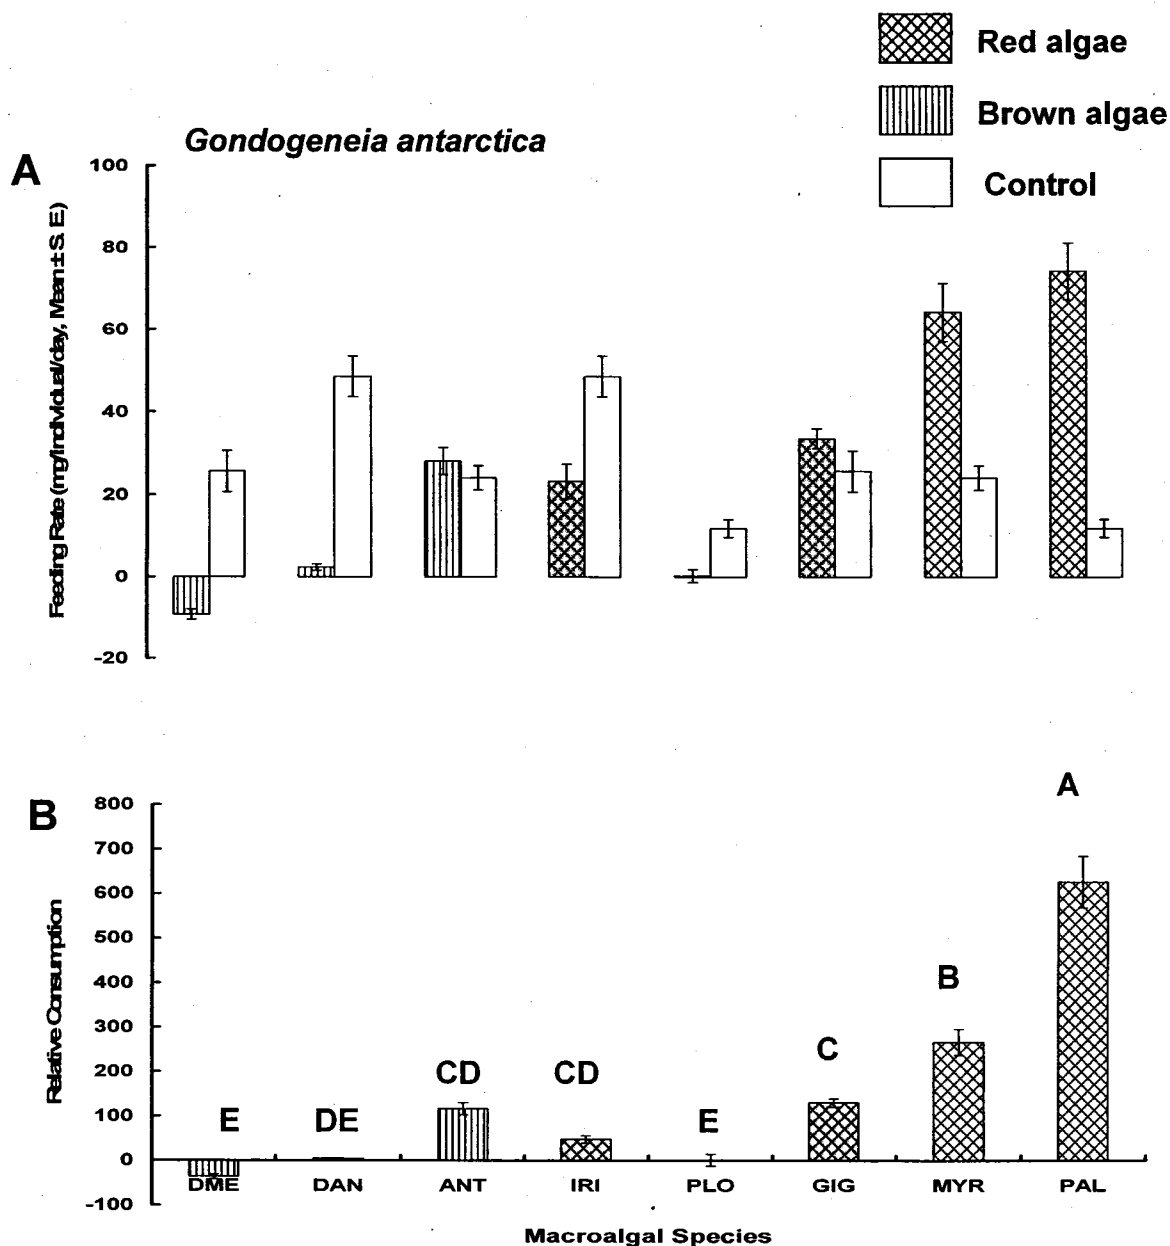 Red algae
Brown algae
Control
Gondogeneia antarctica
A
100
80
60
40
20
0
-20
Feeding Rate (mg/Individual/day, Mean±S. E.)
B
800
700
600
500
400
300
200
100
0
-100
Relative Consumption
E
DE
CD
CD
E
C
B
A
DME DAN ANT IRI PLO GIG MYR PAL
Macroalgal Species